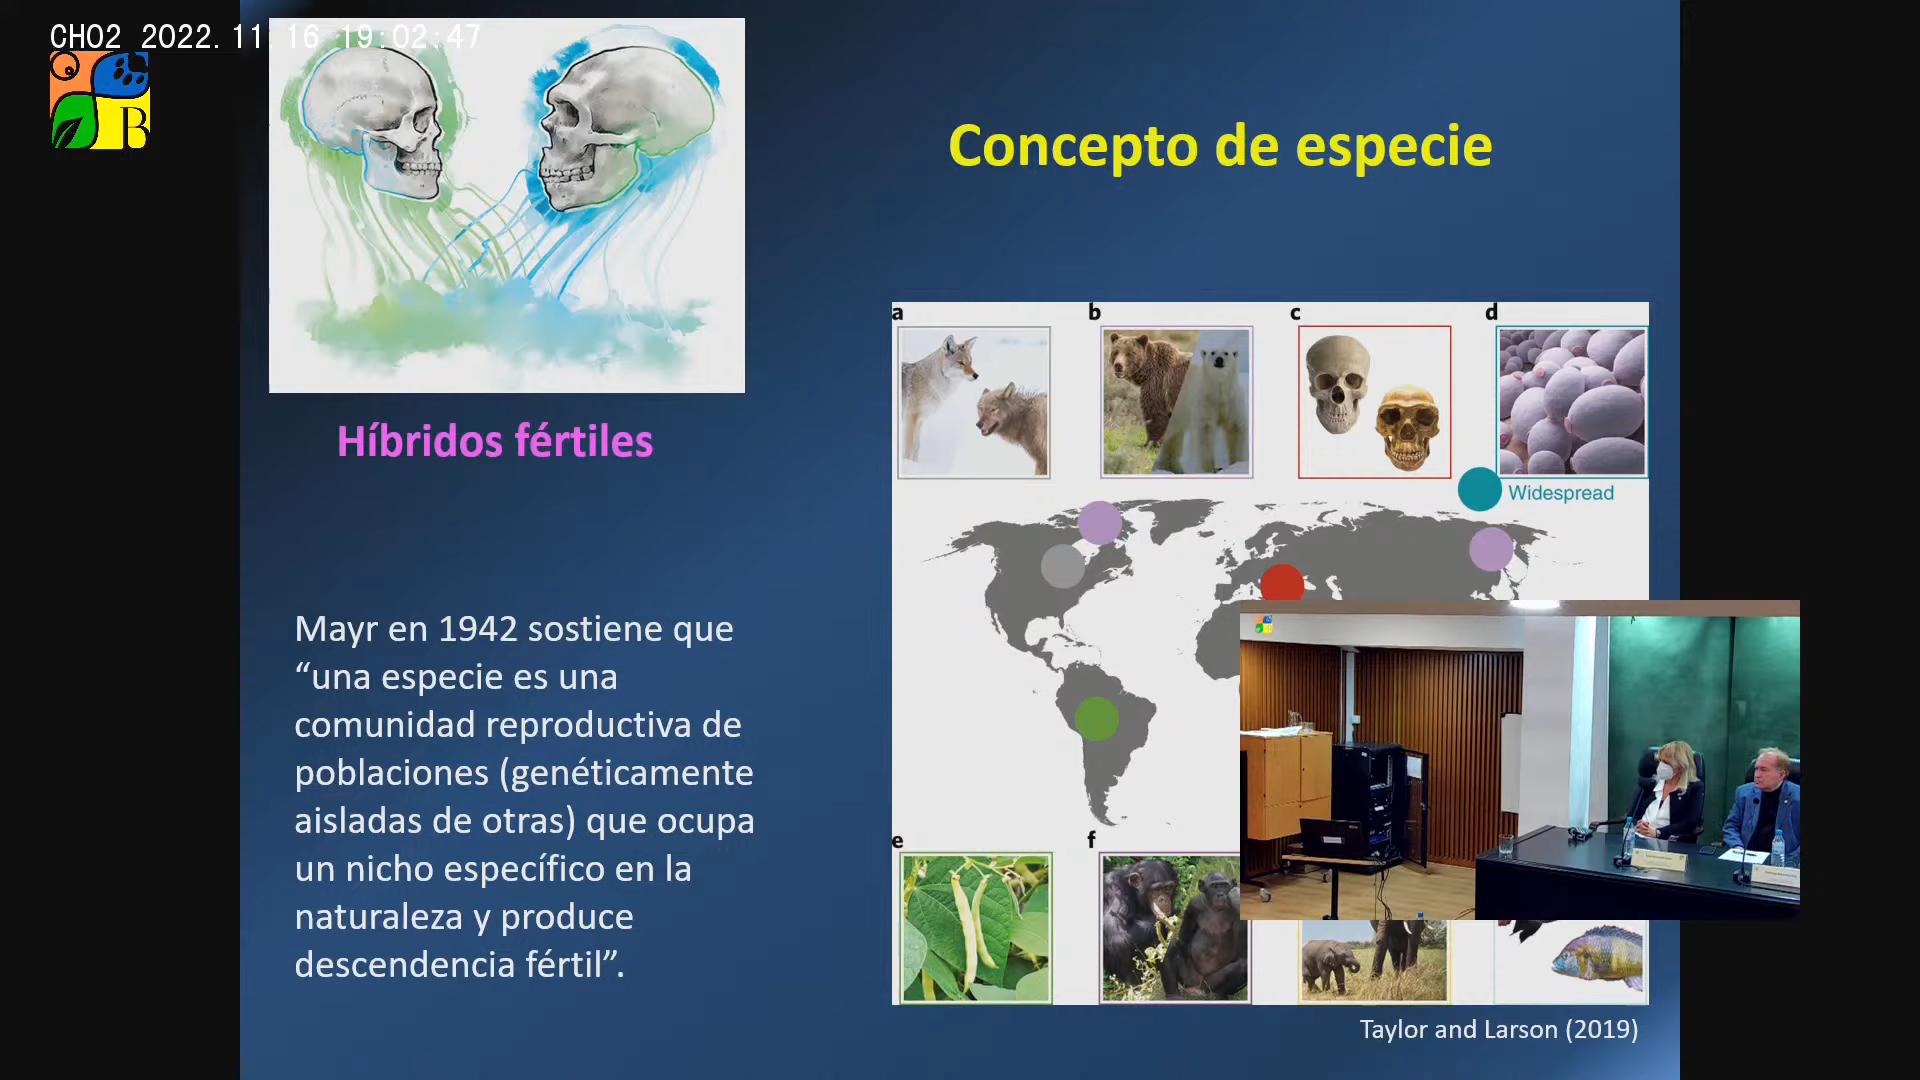 CH02 2022.11.16 19:02:47
B
Concepto de especie
Híbridos fértiles
Mayr en 1942 sostiene que
“una especie es una
comunidad reproductiva de
poblaciones (genéticamente
aisladas de otras) que ocupa
un nicho específico en la
naturaleza y produce
descendencia fértil”.
a
b
c
d
Widespread
e
f
Taylor and Larson (2019)